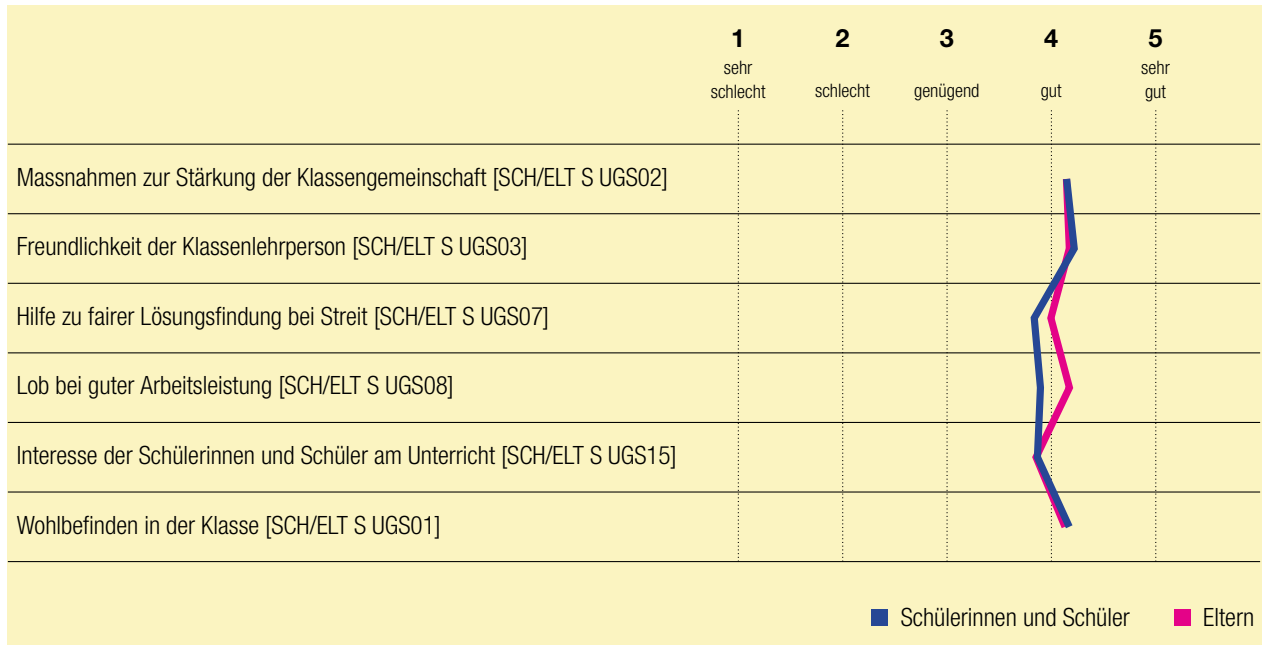 1 2 3 4 5
sehr schlecht schlecht genügend gut sehr gut
Massnahmen zur Stärkung der Klassengemeinschaft [SCH/ELT S UGS02]
Freundlichkeit der Klassenlehrperson [SCH/ELT S UGS03]
Hilfe zu fairer Lösungsfindung bei Streit [SCH/ELT S UGS07]
Lob bei guter Arbeitsleistung [SCH/ELT S UGS08]
Interesse der Schülerinnen und Schüler am Unterricht [SCH/ELT S UGS15]
Wohlbefinden in der Klasse [SCH/ELT S UGS01]
Schülerinnen und Schüler Eltern